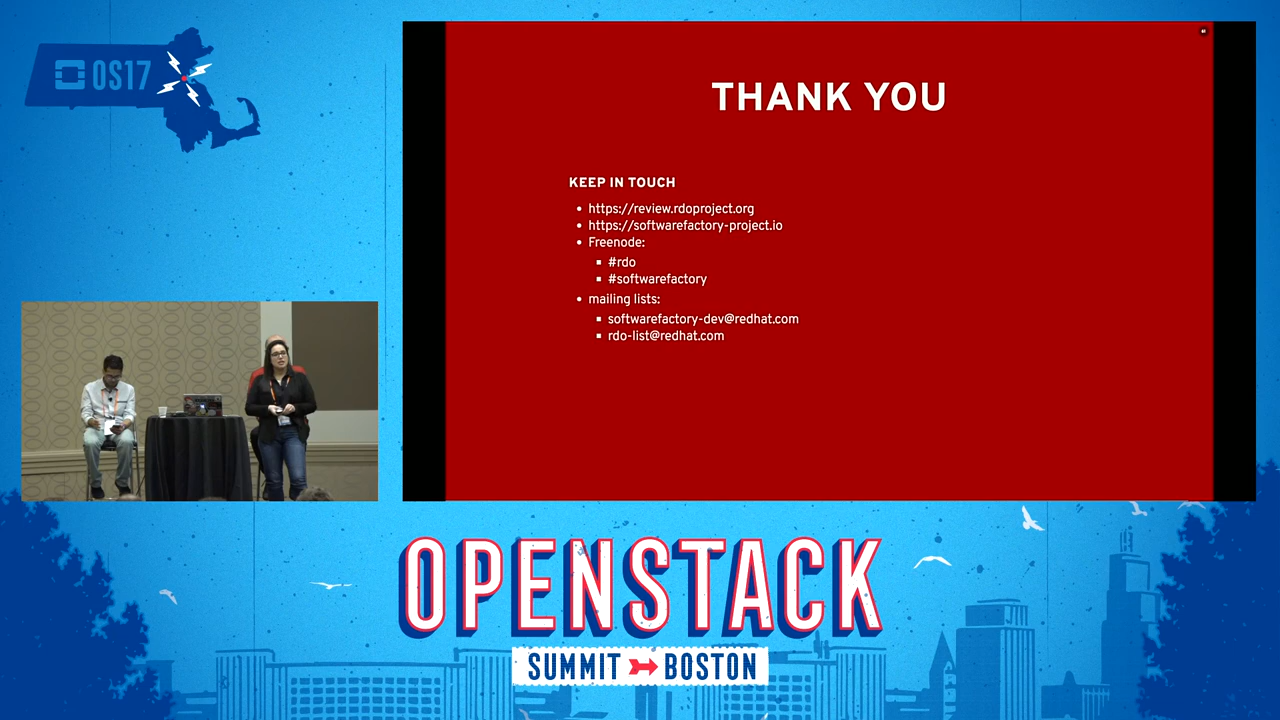 OS17
THANK YOU
KEEP IN TOUCH
https://review.rdoproject.org
https://softwarefactory-project.io
Freenode:
#rdo
#softwarefactory
mailing lists:
softwarefactory-dev@redhat.com
rdo-list@redhat.com
OPENSTACK
SUMMIT BOSTON